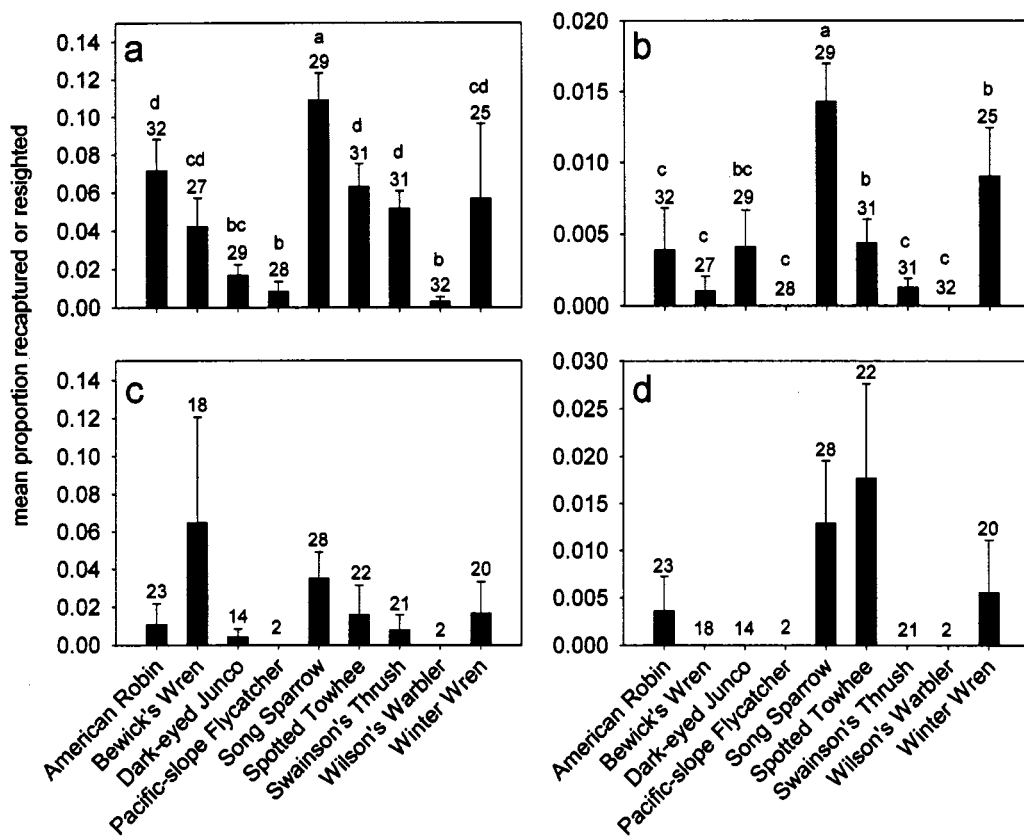 mean proportion recaptured or resighted
a
0.14
0.12
0.10
0.08
0.06
0.04
0.02
0.00
d
32
cd
27
bc
29
b
28
a
29
d
31
d
31
b
32
cd
25
b
0.020
0.015
0.010
0.005
0.000
c
32
c
27
bc
29
c
28
a
29
b
31
c
31
c
32
b
25
c
0.14
0.12
0.10
0.08
0.06
0.04
0.02
0.00
23
18
14
2
28
22
21
2
20
American Robin
Bewick's Wren
Dark-eyed Junco
Pacific-slope Flycatcher
Song Sparrow
Spotted Towhee
Swainson's Thrush
Wilson's Warbler
Winter Wren
d
0.030
0.025
0.020
0.015
0.010
0.005
0.000
23
18
14
2
28
22
21
2
20
American Robin
Bewick's Wren
Dark-eyed Junco
Pacific-slope Flycatcher
Song Sparrow
Spotted Towhee
Swainson's Thrush
Wilson's Warbler
Winter Wren